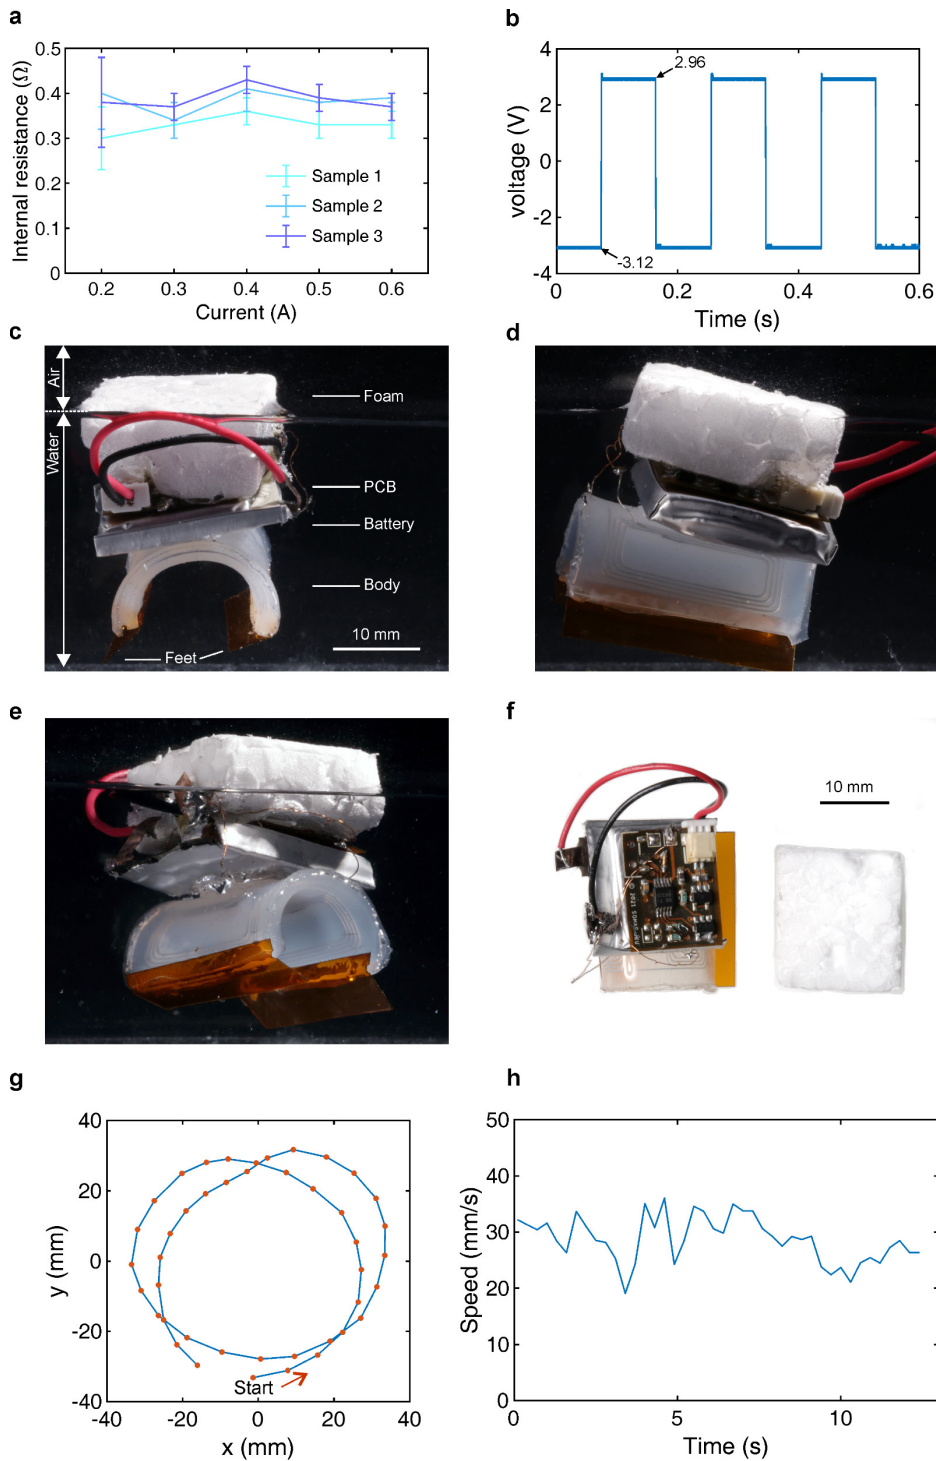 a
0.5
0.4
0.3
0.2
0.1
0
Internal resistance (Ω)
Sample 1
Sample 2
Sample 3
0.2 0.3 0.4 0.5 0.6
Current (A)
b
4
2
0
-2
-4
voltage (V)
2.96
-3.12
0 0.2 0.4 0.6
Time (s)
c
Air
Water
Foam
PCB
Battery
Body
Feet
10 mm
d
e
f
10 mm
© 2021
g
40
20
0
-20
-40
y (mm)
Start
-40 -20 0 20 40
x (mm)
h
50
40
30
20
10
0
Speed (mm/s)
0 5 10
Time (s)